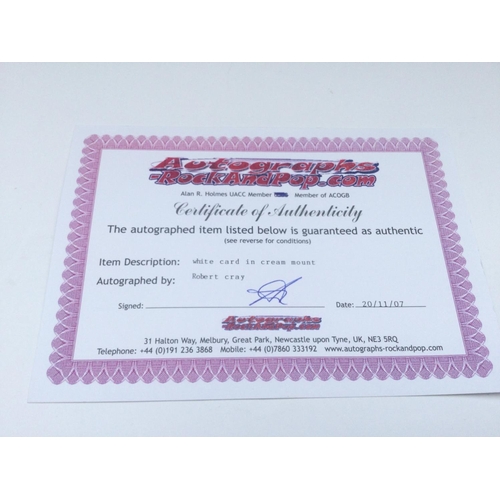 Autographs
-RockAndPop.com
Alan R. Holmes UACC Member Member of ACOGB
Certificate of Authenticity
The autographed item listed below is guaranteed as authentic
(see reverse for conditions)
Item Description: white card in cream mount
Autographed by: Robert cray
Signed: Date: 20/11/07
Autographs
-RockAndPop.com
31 Halton Way, Melbury, Great Park, Newcastle upon Tyne, UK, NE3 5RQ
Telephone: +44 (0)191 236 3868 Mobile: +44 (0)7860 333192 www.autographs-rockandpop.com